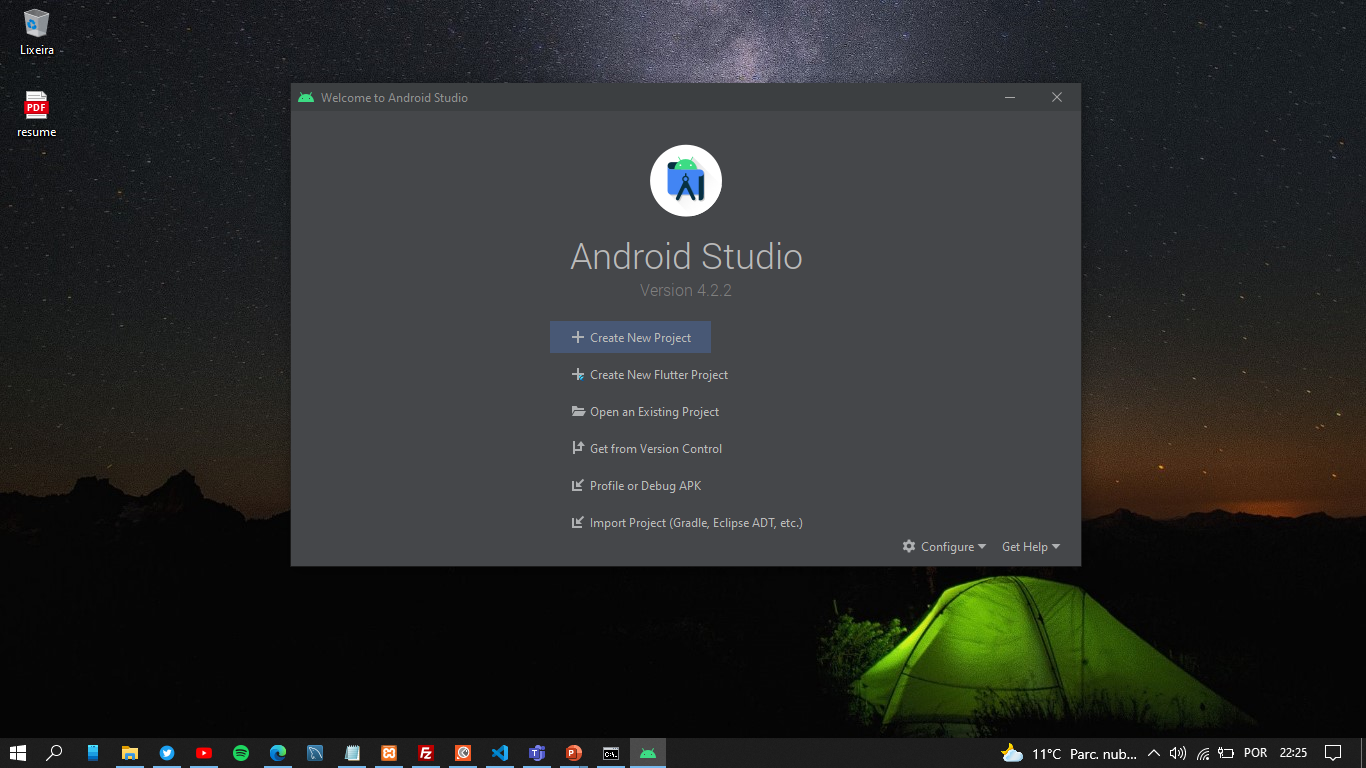 Lixeira
PDF
resume
Welcome to Android Studio
Android Studio
Version 4.2.2
Create New Project
Create New Flutter Project
Open an Existing Project
Get from Version Control
Profile or Debug APK
Import Project (Gradle, Eclipse ADT, etc.)
Configure
Get Help
11°C Parc. nub... POR 22:25